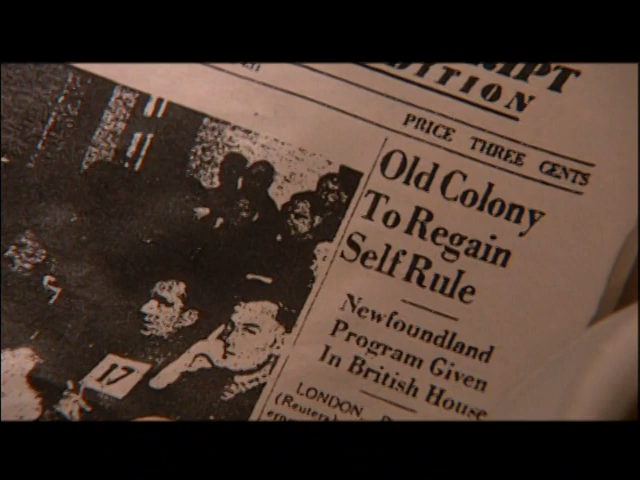 EDITION
PRICE THREE CENTS
Old Colony
To Regain
Self Rule
Newfoundland
Program Given
In British House
LONDON,
(Reuters)
17